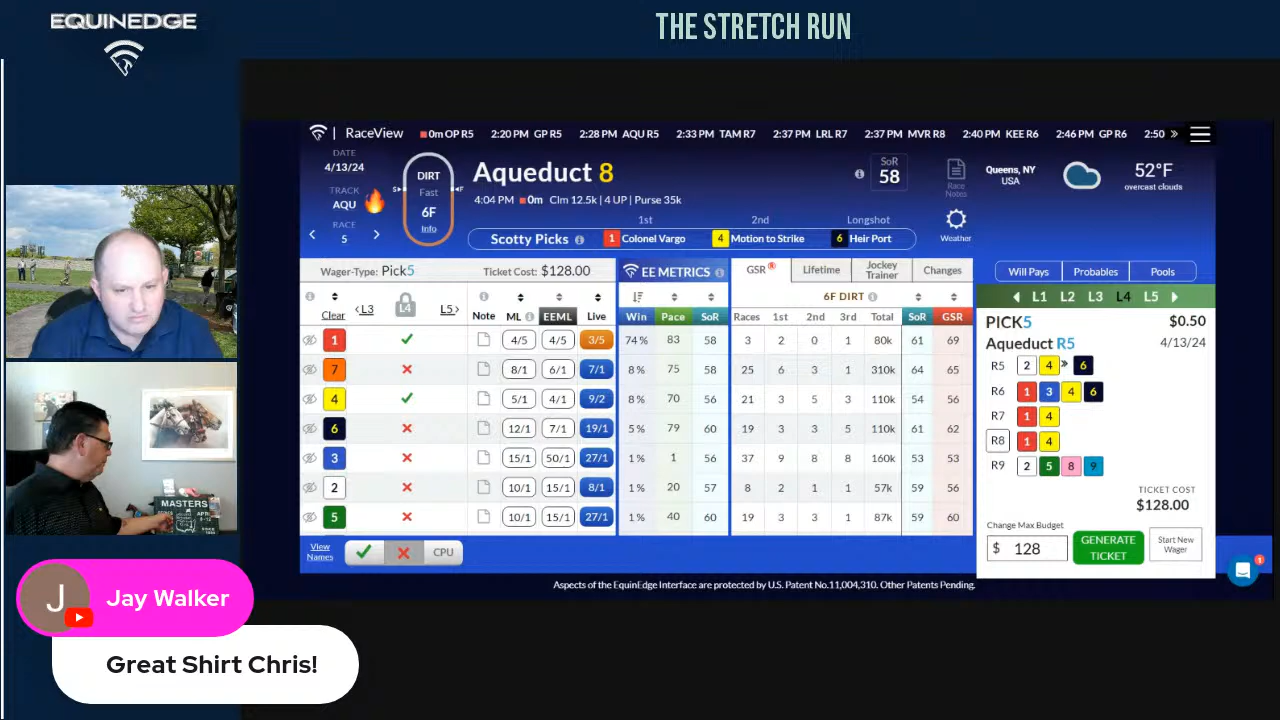 EQUINEDGE
THE STRETCH RUN
RaceView 0m OP R5 2:20 PM GP R5 2:28 PM AQU R5 2:33 PM TAM R7 2:37 PM LRL R7 2:37 PM MVR R8 2:40 PM KEE R6 2:46 PM GP R6 2:50 »
DATE
4/13/24
TRACK
AQU
RACE
5
DIRT
Fast
6F
Info
S F
Aqueduct 8
4:04 PM 0m Clm 12.5k | 4 UP | Purse 35k
SoR
58
Race Notes
Weather
Queens, NY
USA
52°F
overcast clouds
1st 2nd Longshot
Scotty Picks 1 Colonel Vargo 4 Motion to Strike 6 Heir Port
Wager-Type: Pick5 Ticket Cost: $128.00
EE METRICS
GSR Lifetime Jockey Trainer Changes
Will Pays Probables Pools
6F DIRT
Clear <L3 L4 L5> Note ML EEML Live Win Pace SoR Races 1st 2nd 3rd Total SoR GSR
1 4/5 4/5 3/5 74% 83 58 3 2 0 1 80k 61 69
7 8/1 6/1 7/1 8% 75 58 25 6 3 1 310k 64 65
4 5/1 4/1 9/2 8% 70 56 21 3 5 3 110k 54 56
6 12/1 7/1 19/1 5% 79 60 19 3 3 5 110k 61 62
3 15/1 50/1 27/1 1% 1 56 37 9 8 8 160k 53 53
2 10/1 15/1 8/1 1% 20 57 8 2 1 1 57k 59 56
5 10/1 15/1 27/1 1% 40 60 19 3 3 1 87k 59 60
View Names
CPU
L1 L2 L3 L4 L5
PICK5 $0.50
Aqueduct R5 4/13/24
R5 2 4 » 6
R6 1 3 4 6
R7 1 4
R8 1 4
R9 2 5 8 9
TICKET COST
$128.00
Change Max Budget
$ 128
GENERATE TICKET
Start New Wager
1
Aspects of the EquinEdge Interface are protected by U.S. Patent No.11,004,310. Other Patents Pending.
MASTERS
J
Jay Walker
Great Shirt Chris!